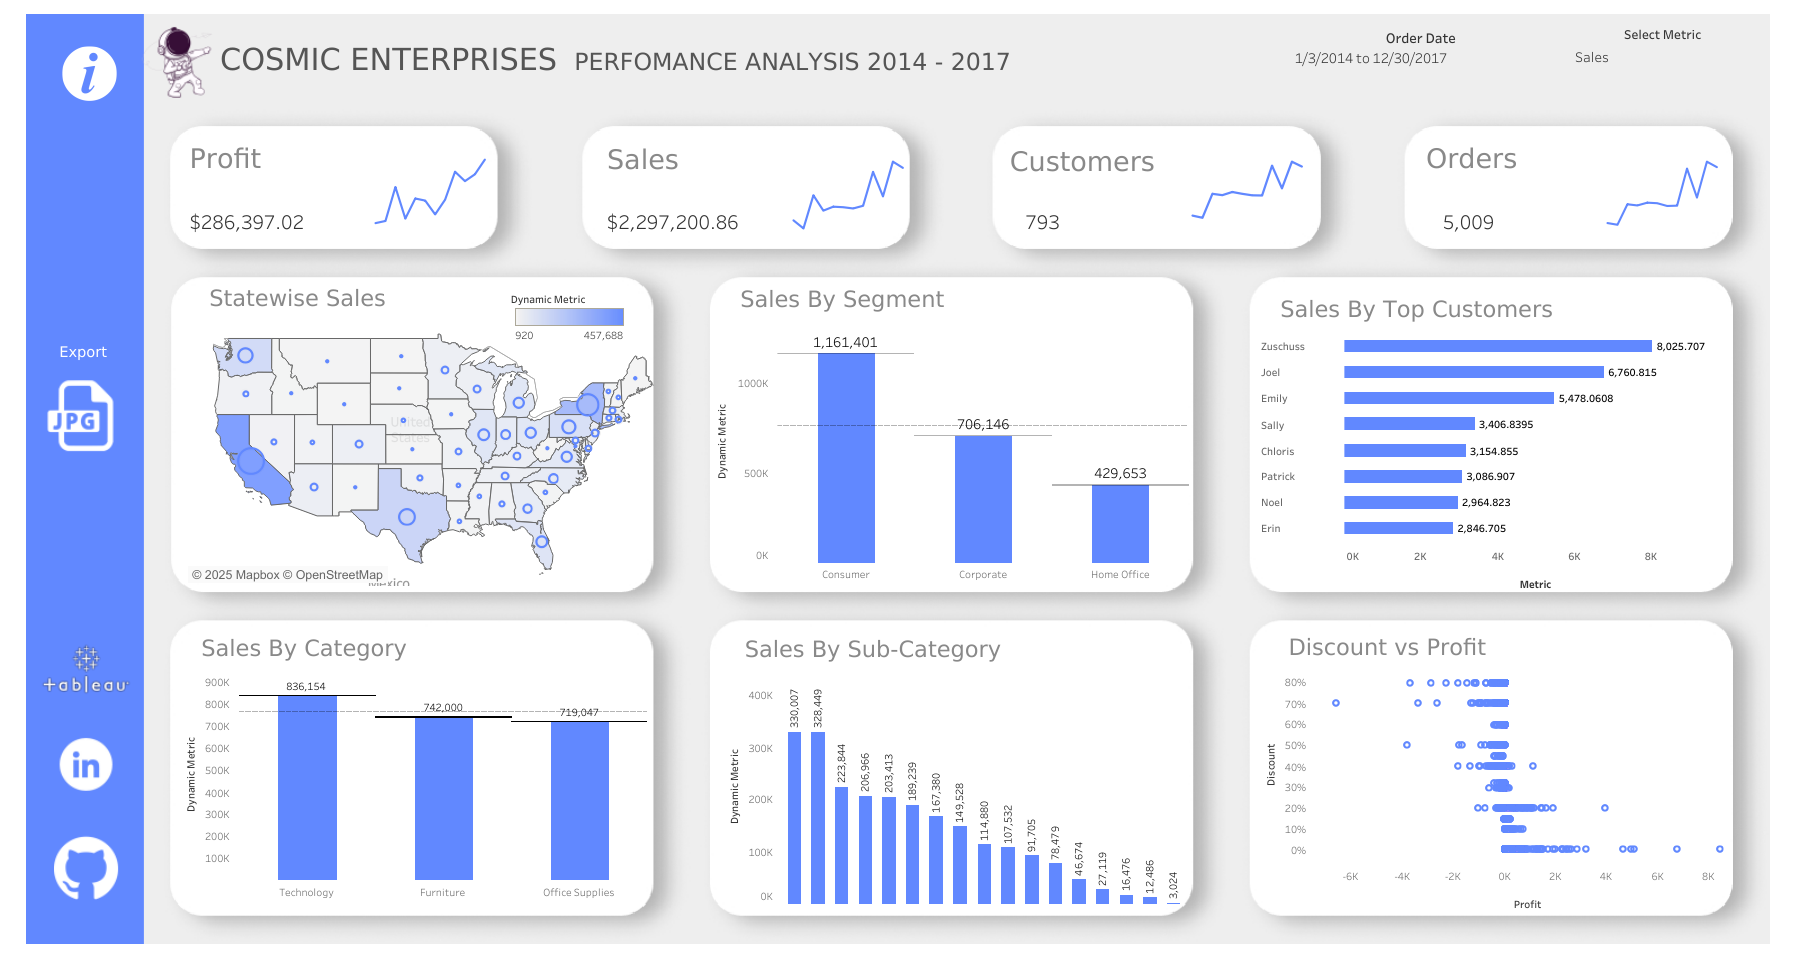 COSMIC ENTERPRISES PERFOMANCE ANALYSIS 2014 - 2017
Order Date
1/3/2014 to 12/30/2017
Select Metric
Sales
i
Export
JPG
+ableau
in
Profit
$286,397.02
Sales
$2,297,200.86
Customers
793
Orders
5,009
Statewise Sales
Dynamic Metric
920 457,688
United
States
Mexico
© 2025 Mapbox © OpenStreetMap
Sales By Segment
Dynamic Metric
1000K
500K
0K
1,161,401
706,146
429,653
Consumer Corporate Home Office
Sales By Top Customers
Zuschuss 8,025.707
Joel 6,760.815
Emily 5,478.0608
Sally 3,406.8395
Chloris 3,154.855
Patrick 3,086.907
Noel 2,964.823
Erin 2,846.705
0K 2K 4K 6K 8K
Metric
Sales By Category
Dynamic Metric
900K
800K
700K
600K
500K
400K
300K
200K
100K
836,154
742,000
719,047
Technology Furniture Office Supplies
Sales By Sub-Category
Dynamic Metric
400K
300K
200K
100K
0K
330,007
328,449
223,844
206,966
203,413
189,239
167,380
149,528
114,880
107,532
91,705
78,479
46,674
27,119
16,476
12,486
3,024
Discount vs Profit
Discount
80%
70%
60%
50%
40%
30%
20%
10%
0%
-6K -4K -2K 0K 2K 4K 6K 8K
Profit